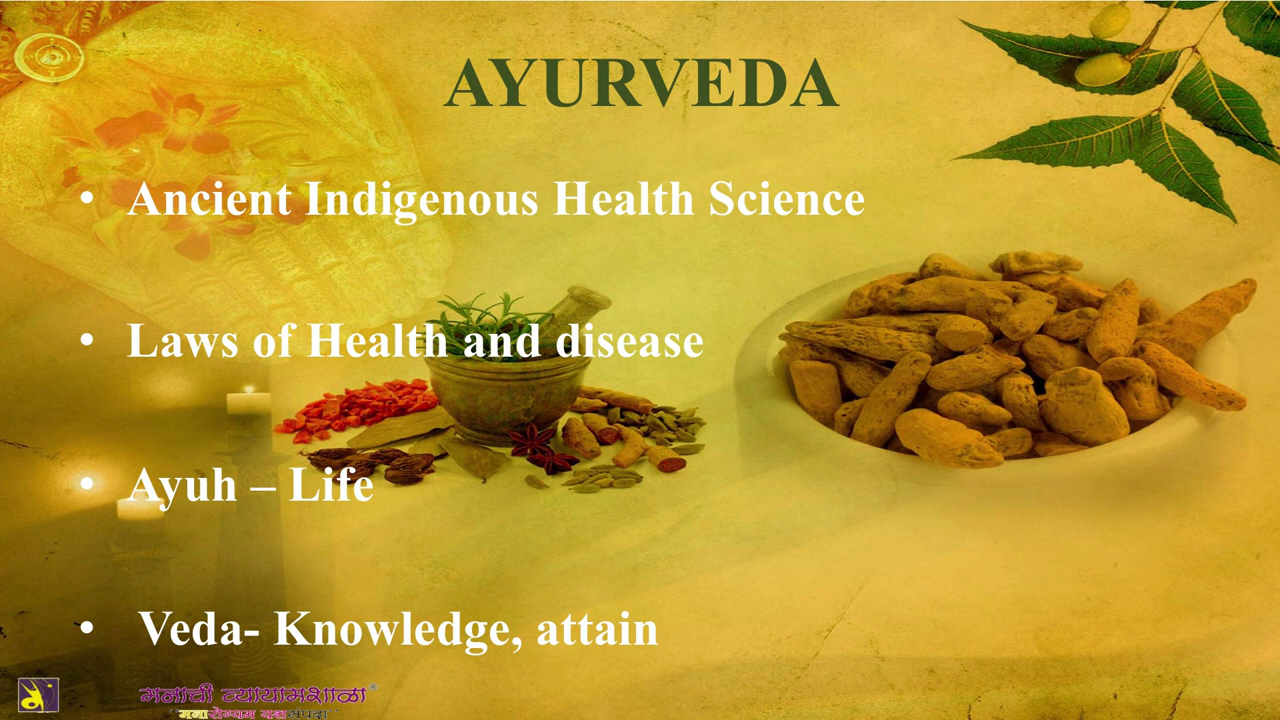 AYURVEDA
• Ancient Indigenous Health Science
• Laws of Health and disease
• Ayuh – Life
• Veda- Knowledge, attain
मनाची व्यायामशाळा®